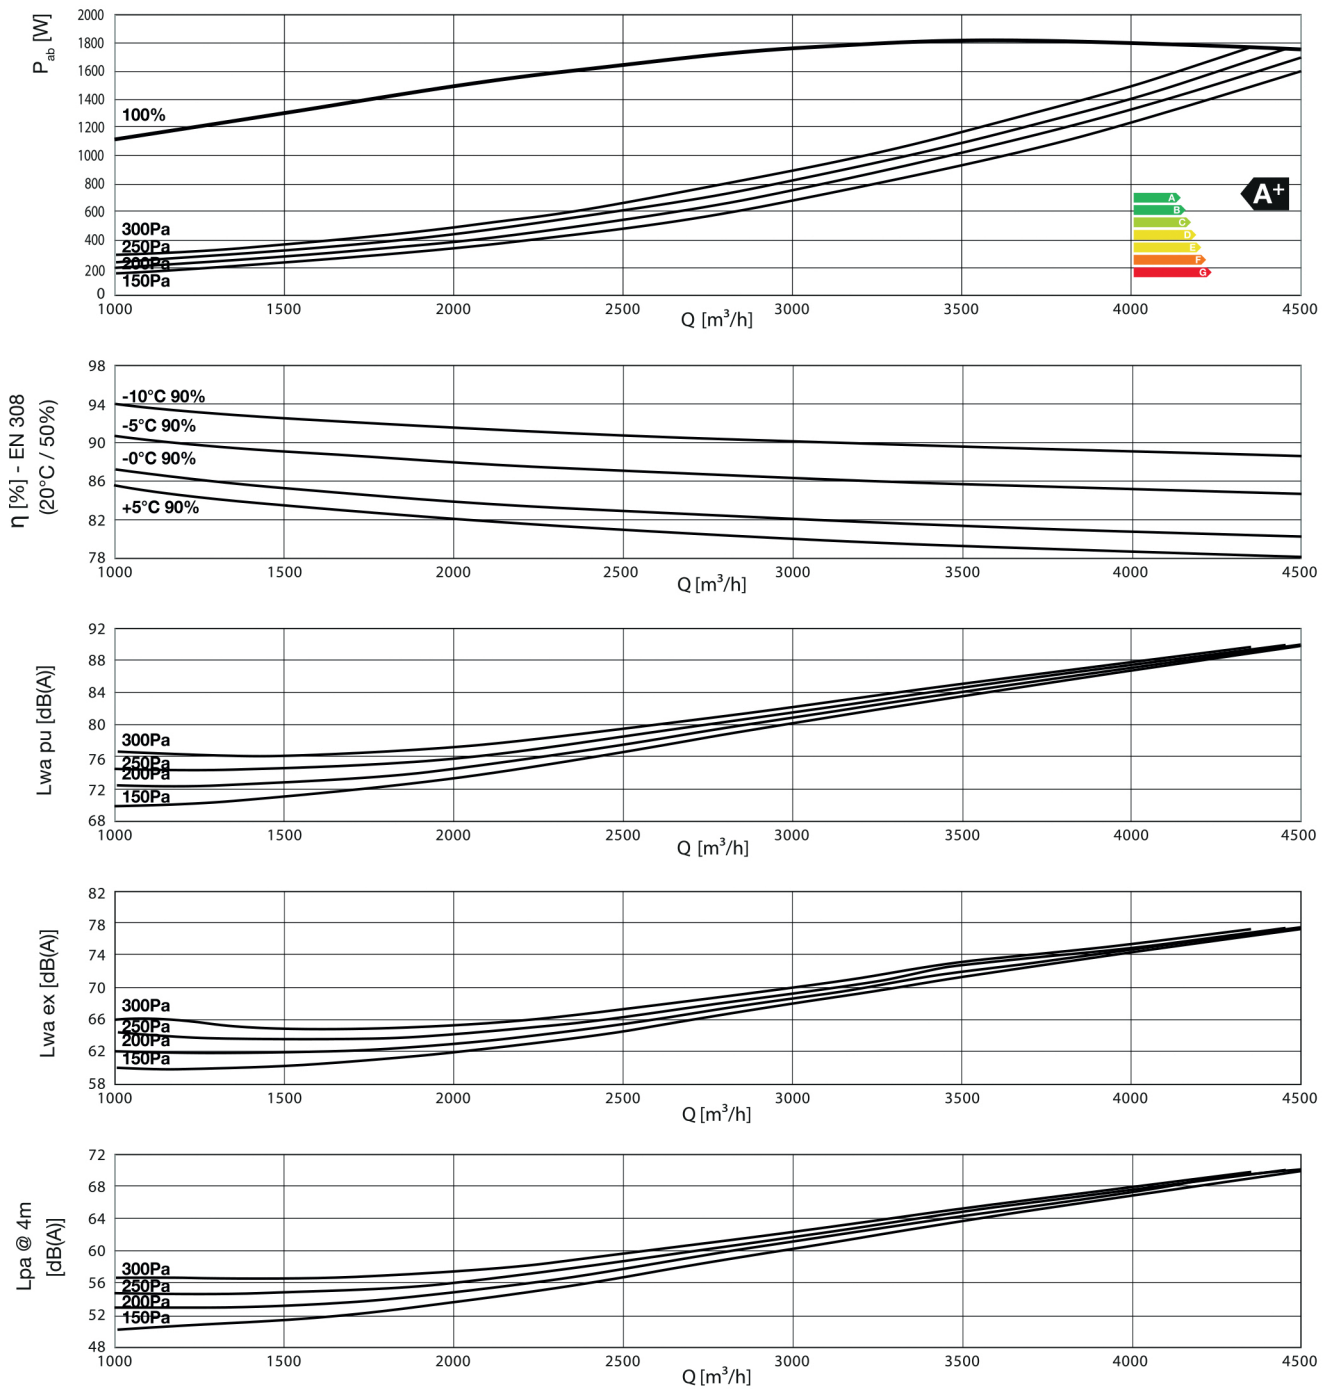 P ab [W]
2000
1800
1600
1400
1200
1000
800
600
400
200
0
100%
300Pa
250Pa
200Pa
150Pa
A+
A
B
C
D
E
F
G
1000 1500 2000 2500 3000 3500 4000 4500
Q [m³/h]
η [%] - EN 308
(20°C / 50%)
98
94
90
86
82
78
-10°C 90%
-5°C 90%
-0°C 90%
+5°C 90%
1000 1500 2000 2500 3000 3500 4000 4500
Q [m³/h]
Lwa pu [dB(A)]
92
88
84
80
76
72
68
300Pa
250Pa
200Pa
150Pa
1000 1500 2000 2500 3000 3500 4000 4500
Q [m³/h]
Lwa ex [dB(A)]
82
78
74
70
66
62
58
300Pa
250Pa
200Pa
150Pa
1000 1500 2000 2500 3000 3500 4000 4500
Q [m³/h]
Lpa @ 4m
[dB(A)]
72
68
64
60
56
52
48
300Pa
250Pa
200Pa
150Pa
1000 1500 2000 2500 3000 3500 4000 4500
Q [m³/h]